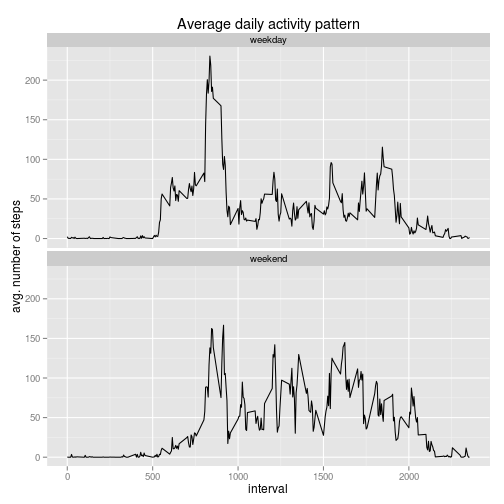 Average daily activity pattern
weekday
200
150
100
50
0
weekend
200
150
100
50
0
avg. number of steps
0 500 1000 1500 2000
interval